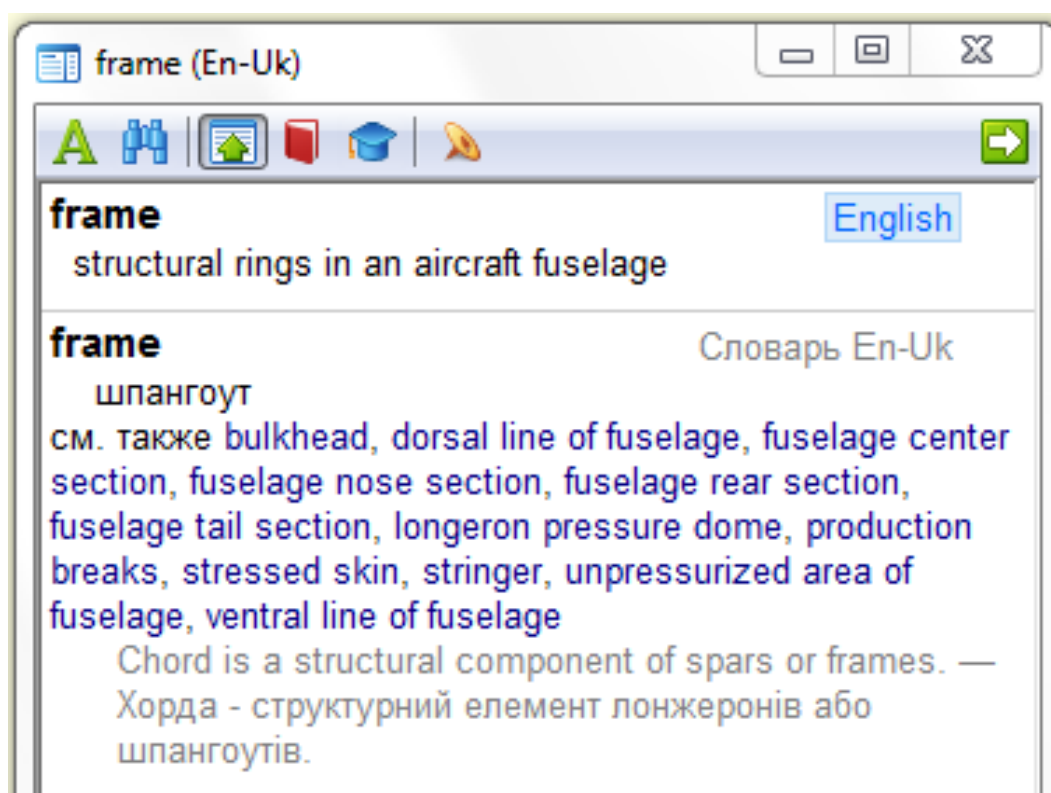 frame (En-Uk)
frame English
structural rings in an aircraft fuselage
frame Словарь En-Uk
шпангоут
см. также bulkhead, dorsal line of fuselage, fuselage center
section, fuselage nose section, fuselage rear section,
fuselage tail section, longeron pressure dome, production
breaks, stressed skin, stringer, unpressurized area of
fuselage, ventral line of fuselage
Chord is a structural component of spars or frames. —
Хорда - структурний елемент лонжеронів або
шпангоутів.